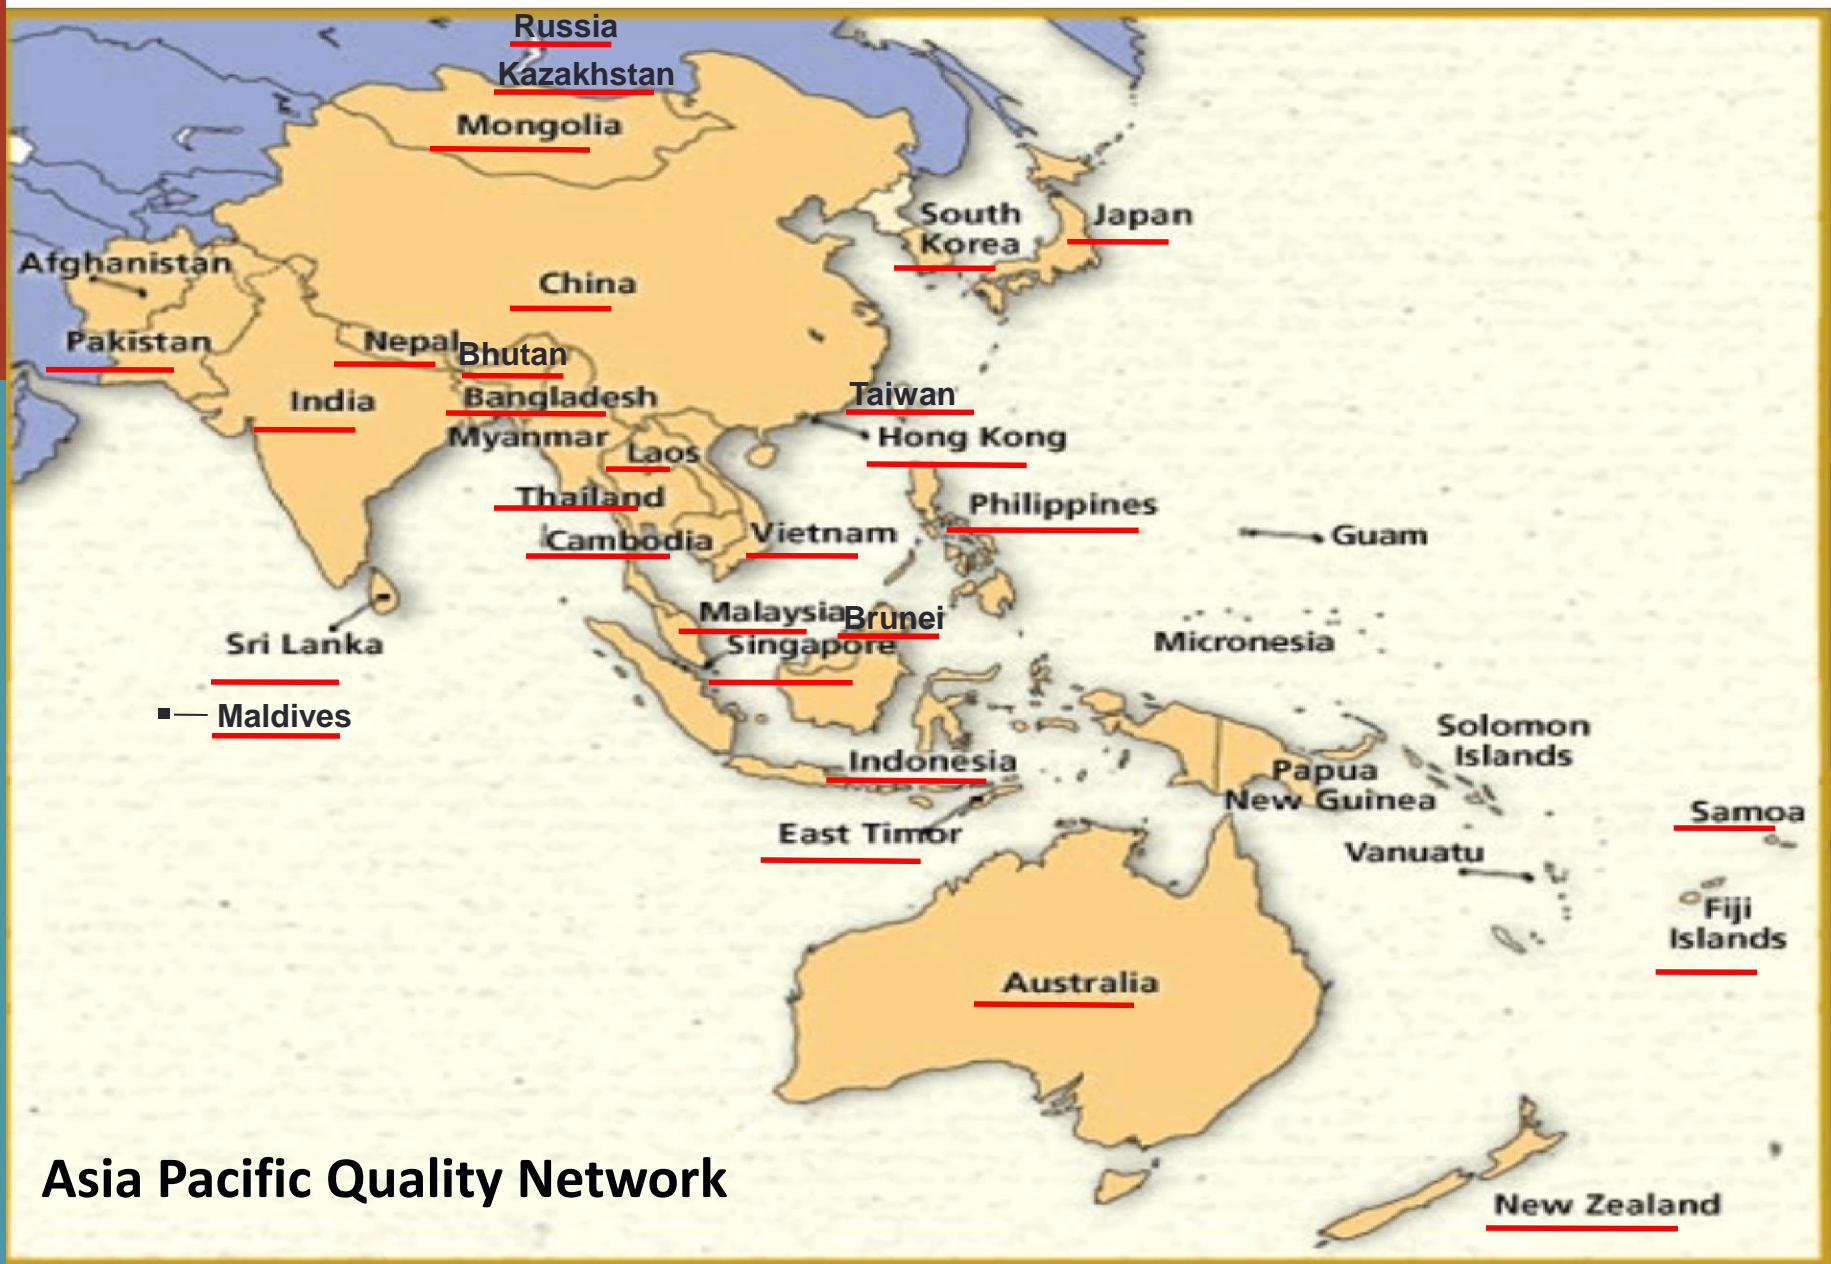 Russia
Kazakhstan
Mongolia
South
Korea
Japan
Afghanistan
China
Pakistan
Nepal
Bhutan
India
Bangladesh
Taiwan
Myanmar
Hong Kong
Laos
Thailand
Philippines
Cambodia
Vietnam
Guam
Malaysia
Brunei
Sri Lanka
Singapore
Micronesia
Maldives
Solomon
Islands
Indonesia
Papua
New Guinea
East Timor
Samoa
Vanuatu
Fiji
Islands
Australia
Asia Pacific Quality Network
New Zealand